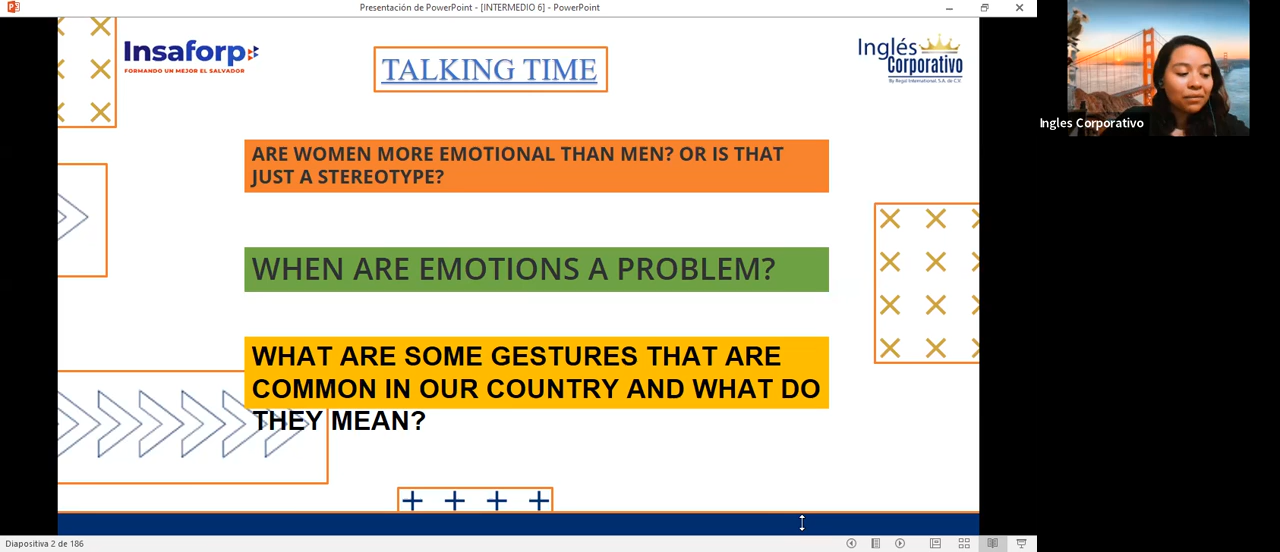 Presentación de PowerPoint - [INTERMEDIO 6] - PowerPoint
Insaforp
FORMANDO UN MEJOR EL SALVADOR
TALKING TIME
Inglés
Corporativo
By Regal International, S.A. de C.V.
Ingles Corporativo
ARE WOMEN MORE EMOTIONAL THAN MEN? OR IS THAT
JUST A STEREOTYPE?
WHEN ARE EMOTIONS A PROBLEM?
WHAT ARE SOME GESTURES THAT ARE
COMMON IN OUR COUNTRY AND WHAT DO
THEY MEAN?
Diapositiva 2 de 186